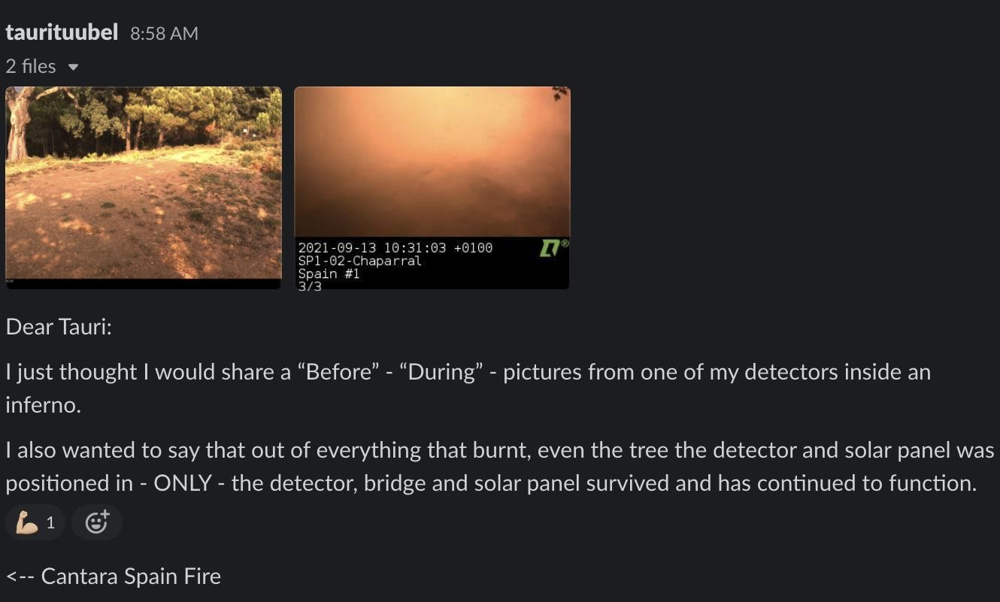 taurituubel 8:58 AM
2 files
2021-09-13 10:31:03 +0100
SP1-02-Chaparral
Spain #1
3/3
Dear Tauri:
I just thought I would share a “Before” - “During” - pictures from one of my detectors inside an
inferno.
I also wanted to say that out of everything that burnt, even the tree the detector and solar panel was
positioned in - ONLY - the detector, bridge and solar panel survived and has continued to function.
1
<-- Cantara Spain Fire